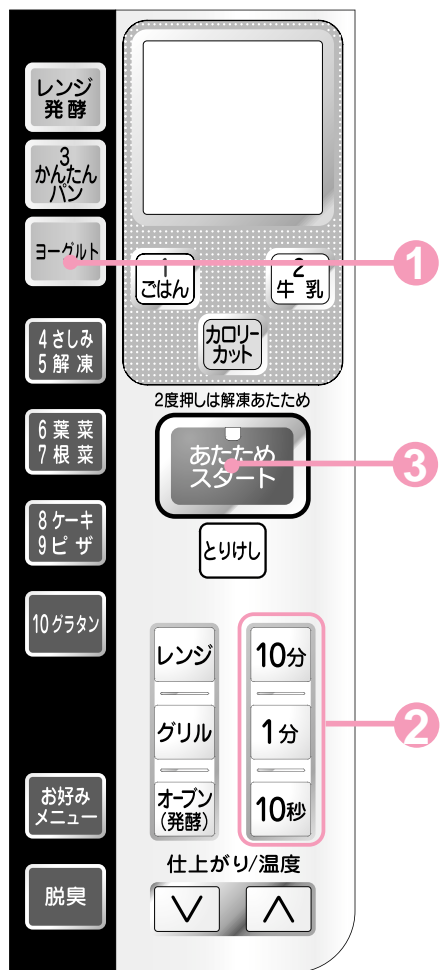 レンジ
発酵
3
かんたん
パン
ヨーグルト
1
1
ごはん
2
牛乳
カロリー
カット
4さしみ
5解凍
2度押しは解凍あたため
6葉菜
7根菜
あたため
スタート
3
8ケーキ
9ピザ
とりけし
10グラタン
レンジ
10分
グリル
1分
2
オーブン
(発酵)
10秒
お好み
メニュー
仕上がり/温度
脱臭